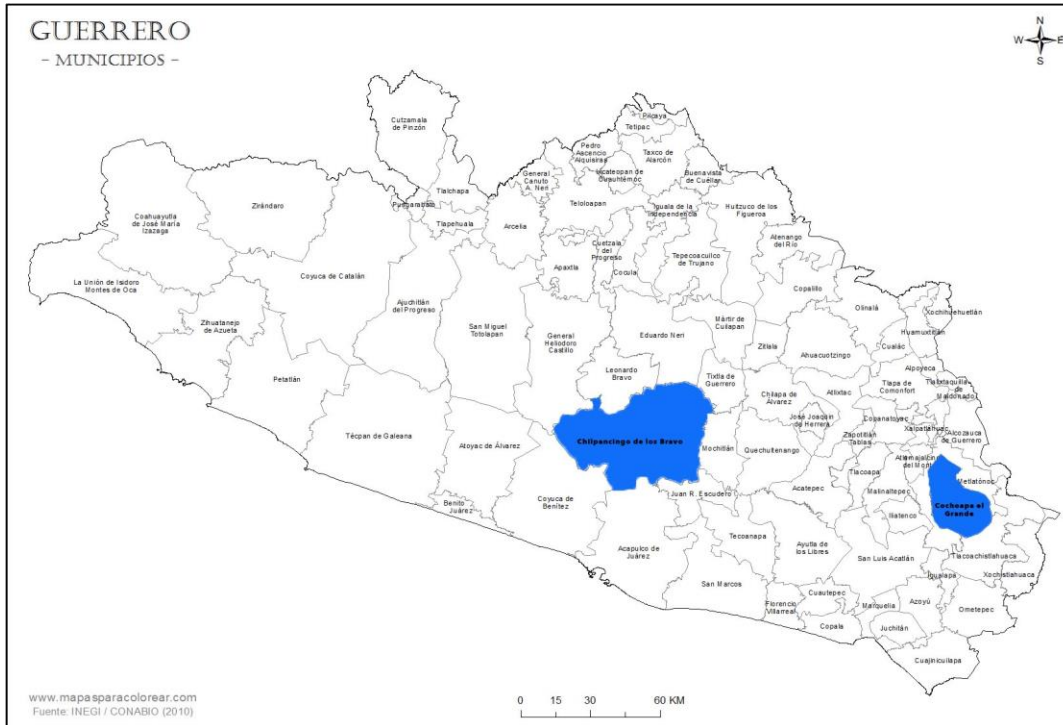 GUERRERO
- MUNICIPIOS -
N
W
E
S
Cutzamala
de Pinzón
Pilcaya
Tetipac
Pedro
Ascencio
Alquisiras
Taxco de
Alarcón
Ixcateopan de
Cuauhtémoc
Buenavista
de Cuellar
General
Canuto
A. Neri
Tlalchapa
Coahuayutla
de José María
Izazaga
Zirándaro
Pungarabato
Tlapehuala
Arcelia
Teloloapan
Iguala de la
Independencia
Huitzuco de los
Figueroa
Atenango
del Río
Cuetzala
del
Progreso
Tepecoacuilco
de Trujano
Apaxtla
Cocula
Copalillo
La Unión de Isidoro
Montes de Oca
Coyuca de Catalán
Ajuchitlán
del Progreso
Zihuatanejo
de Azueta
San Miguel
Totolapan
General
Heliodoro
Castillo
Eduardo Neri
Mártir de
Cuilapan
Zitlala
Ahuacuotzingo
Olinalá
Xochihuehuetlán
Huamuxtitlán
Cualác
Alpoyeca
Petatlán
Leonardo
Bravo
Tixtla de
Guerrero
Chilapa de
Álvarez
Atlixtac
Tlapa de
Comonfort
Tlalixtaquilla
de
Maldonado
José Joaquín
de Herrera
Copanatoyac
Xalpatláhuac
Alcozauca
de Guerrero
Zapotitlán
Tablas
Técpan de Galeana
Atoyac de Álvarez
Chilpancingo de los Bravo
Mochitlán
Quechultenango
Atlamajalcingo
del Monte
Tlacoapa
Metlatónoc
Acatepec
Malinaltepec
Cochoapa el
Grande
Benito
Juárez
Coyuca de
Benítez
Juan R. Escudero
Iliatenco
Acapulco de
Juárez
Tecoanapa
Ayutla de
los Libres
San Luis Acatlán
Tlacoachistlahuaca
Xochistlahuaca
Igualapa
San Marcos
Florencio
Villarreal
Cuautepec
Copala
Marquelia
Azoyú
Juchitán
Ometepec
Cuajinicuilapa
www.mapasparacolorear.com
Fuente: INEGI / CONABIO (2010)
0 15 30 60 KM